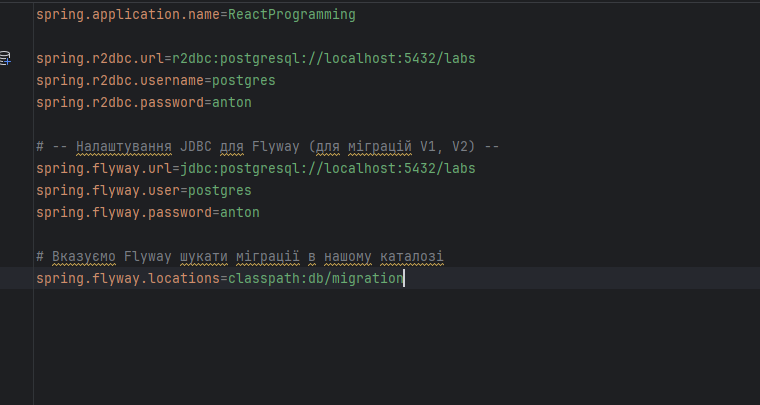 spring.application.name=ReactProgramming
spring.r2dbc.url=r2dbc:postgresql://localhost:5432/labs
spring.r2dbc.username=postgres
spring.r2dbc.password=anton
# -- Налаштування JDBC для Flyway (для міграцій V1, V2) --
spring.flyway.url=jdbc:postgresql://localhost:5432/labs
spring.flyway.user=postgres
spring.flyway.password=anton
# Вказуємо Flyway шукати міграції в нашому каталозі
spring.flyway.locations=classpath:db/migration